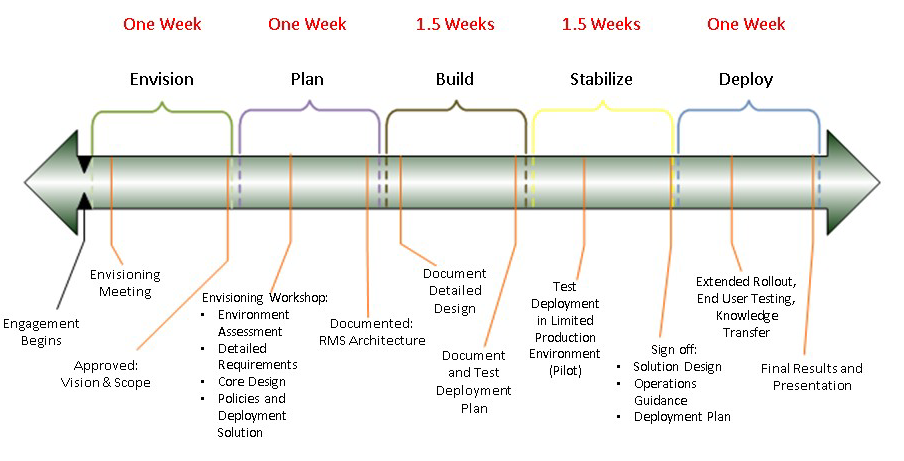 One Week
One Week
1.5 Weeks
1.5 Weeks
One Week
Envision
Plan
Build
Stabilize
Deploy
Engagement
Begins
Envisioning
Meeting
Approved:
Vision & Scope
Envisioning Workshop:
• Environment
Assessment
• Detailed
Requirements
• Core Design
• Policies and
Deployment
Solution
Documented:
RMS Architecture
Document
Detailed
Design
Document
and Test
Deployment
Plan
Test
Deployment
in Limited
Production
Environment
(Pilot)
Sign off:
• Solution Design
• Operations
Guidance
• Deployment Plan
Extended Rollout,
End User Testing,
Knowledge
Transfer
Final Results and
Presentation